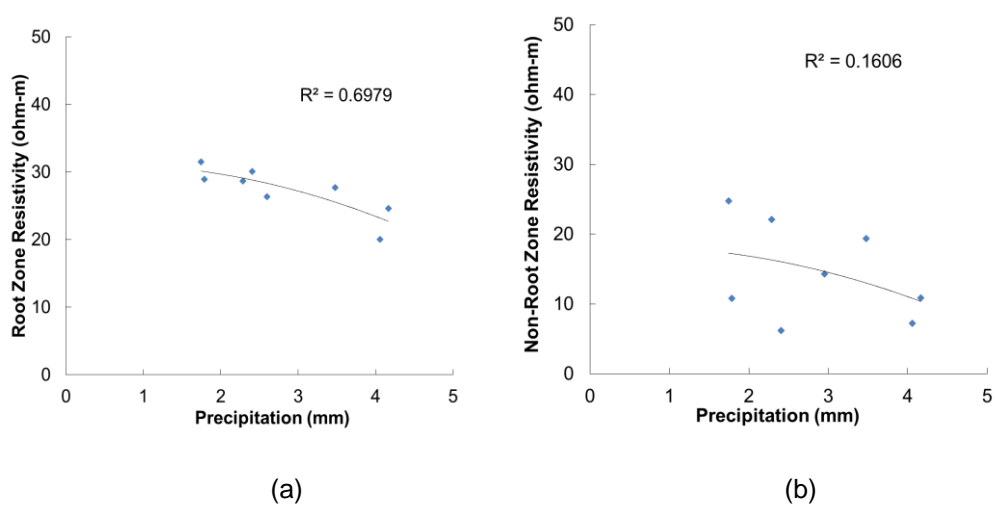 50
40
30
20
10
0
0 1 2 3 4 5
Root Zone Resistivity (ohm-m)
Precipitation (mm)
R² = 0.6979
(a)
50
40
30
20
10
0
0 1 2 3 4 5
Non-Root Zone Resistivity (ohm-m)
Precipitation (mm)
R² = 0.1606
(b)